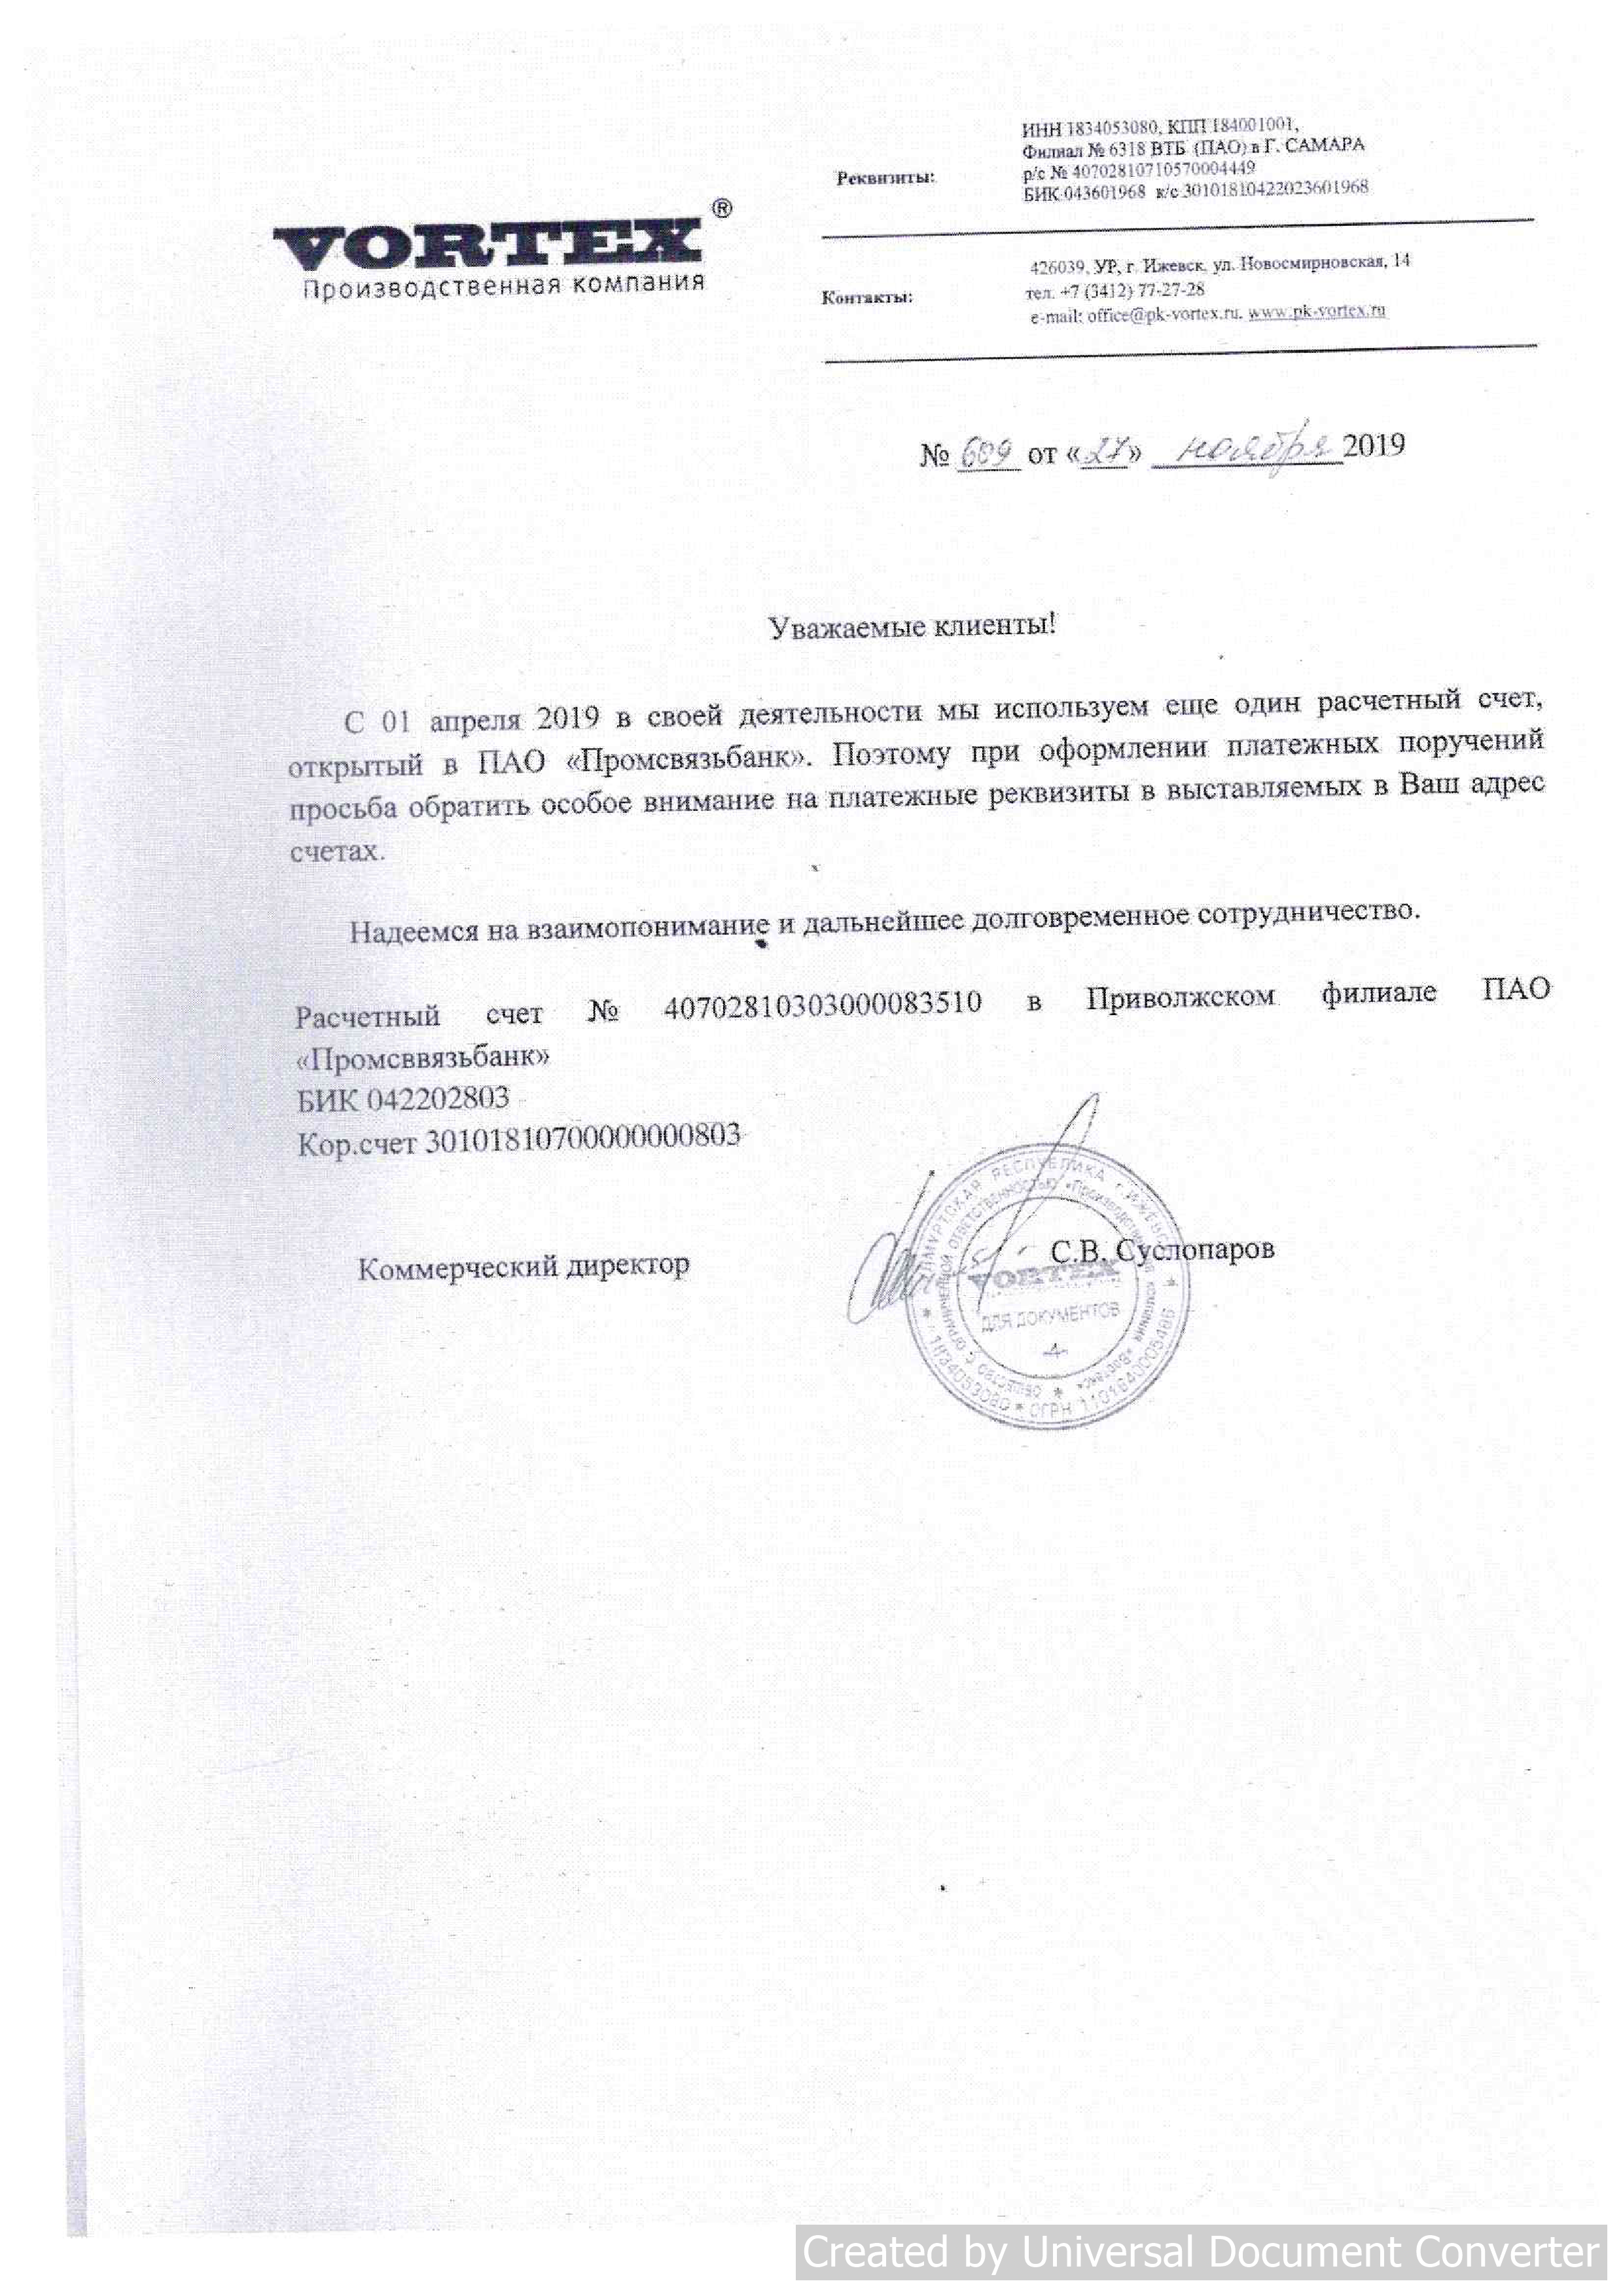 ИНН 1834053080, КПП 184001001,
Филиал № 6318 ВТБ (ПАО) в Г. САМАРА
Реквизиты:
р/с № 40702810710570004449
БИК 043601968 к/с 30101810422023601968
VORTEX ®
Производственная компания
426039, УР, г. Ижевск, ул. Новосмирновская, 14
Контакты:
тел. +7 (3412) 77-27-28
e-mail: office@pk-vortex.ru, www.pk-vortex.ru
№ 609 от «27» ноября 2019
Уважаемые клиенты!
С 01 апреля 2019 в своей деятельности мы используем еще один расчетный счет,
открытый в ПАО «Промсвязьбанк». Поэтому при оформлении платежных поручений
просьба обратить особое внимание на платежные реквизиты в выставляемых в Ваш адрес
счетах.
Надеемся на взаимопонимание и дальнейшее долговременное сотрудничество.
Расчетный счет № 40702810303000083510 в Приволжском филиале ПАО
«Промсввязьбанк»
БИК 042202803
Кор.счет 30101810700000000803
Коммерческий директор
С.В. Суслопаров
УДМУРТСКАЯ РЕСПУБЛИКА г. ИЖЕВСК
* 1834053080 * ОГРН 1101840005486 *
Общество с ограниченной ответственностью «Производственная компания «Вортекс» *
VORTEX
ДЛЯ ДОКУМЕНТОВ
Created by Universal Document Converter